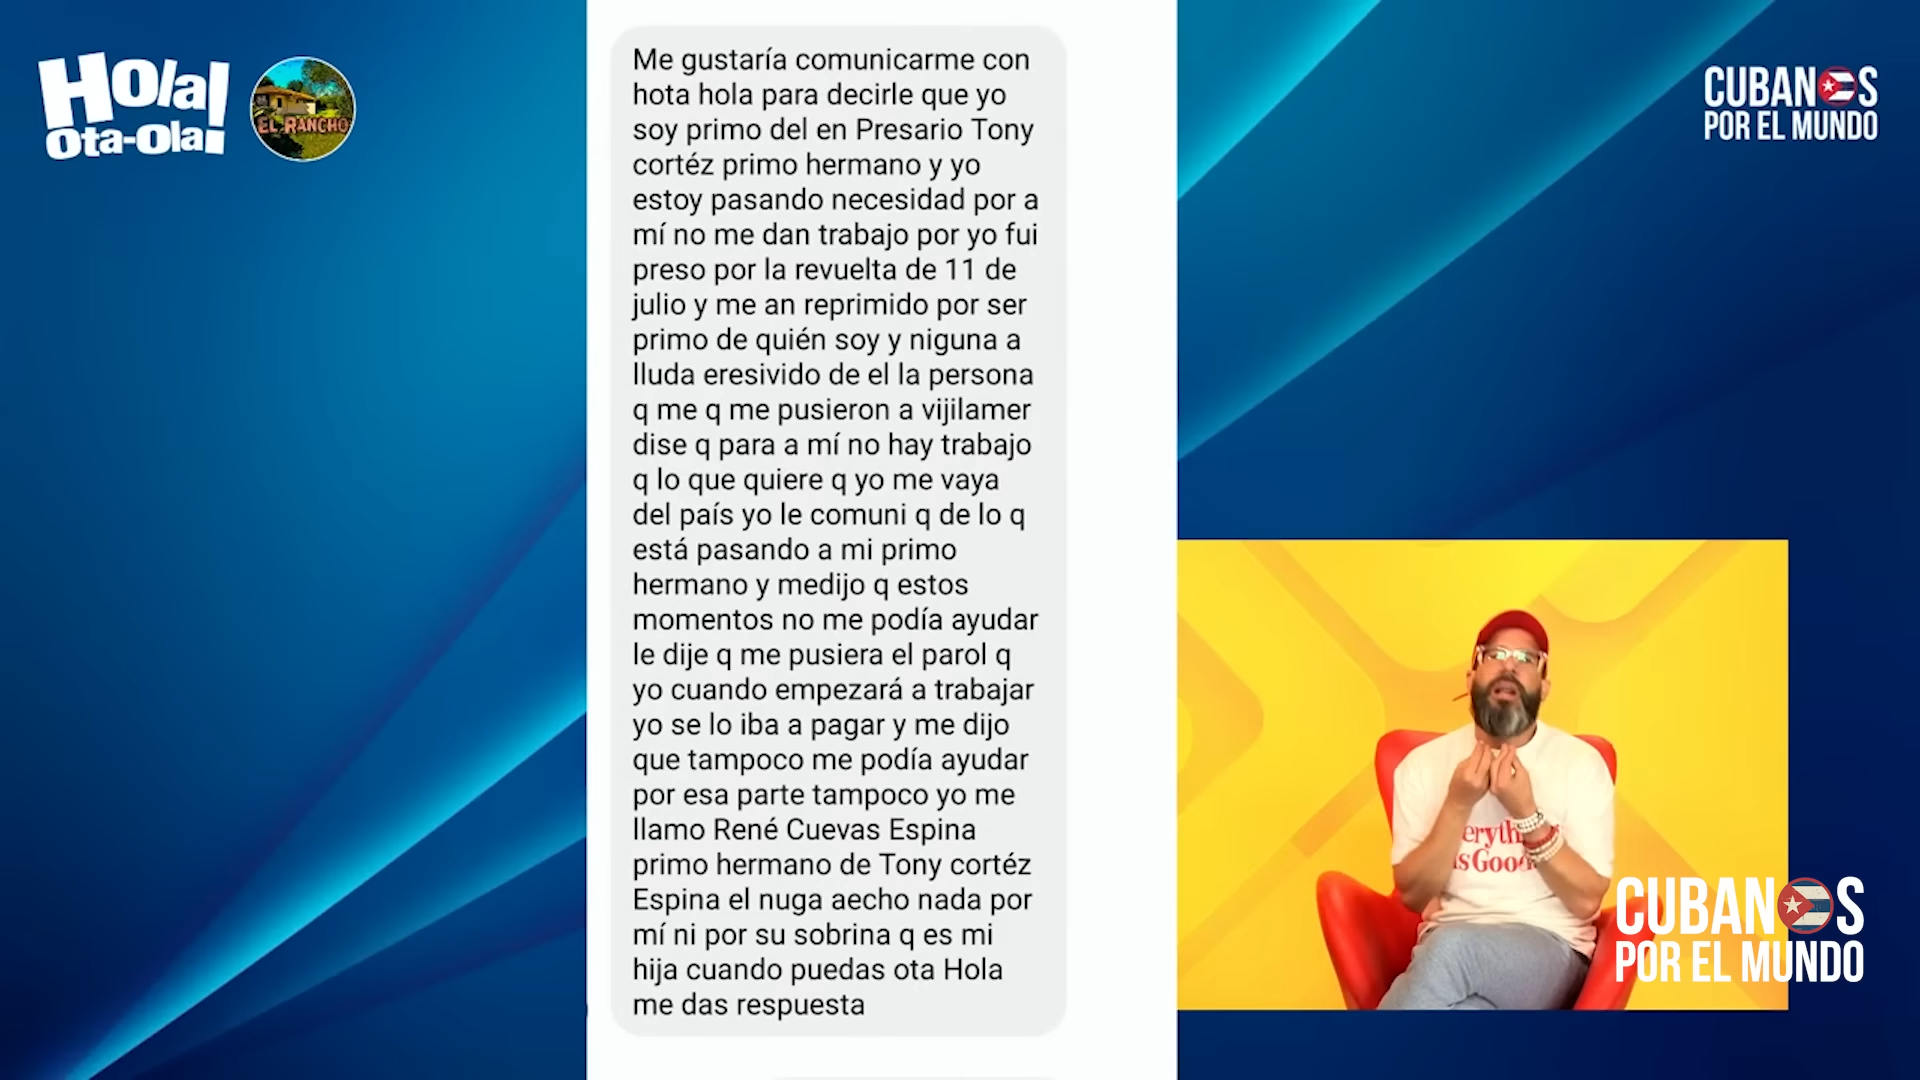 Hola!
Ota-Ola!
EL RANCHO
CUBANOS
POR EL MUNDO
Me gustaría comunicarme con
hota hola para decirle que yo
soy primo del en Presario Tony
cortéz primo hermano y yo
estoy pasando necesidad por a
mí no me dan trabajo por yo fui
preso por la revuelta de 11 de
julio y me an reprimido por ser
primo de quién soy y niguna a
lluda eresivido de el la persona
q me q me pusieron a vijilamer
dise q para a mí no hay trabajo
q lo que quiere q yo me vaya
del país yo le comuni q de lo q
está pasando a mi primo
hermano y medijo q estos
momentos no me podía ayudar
le dije q me pusiera el parol q
yo cuando empezará a trabajar
yo se lo iba a pagar y me dijo
que tampoco me podía ayudar
por esa parte tampoco yo me
llamo René Cuevas Espina
primo hermano de Tony cortéz
Espina el nuga aecho nada por
mí ni por su sobrina q es mi
hija cuando puedas ota Hola
me das respuesta
CUBANOS
POR EL MUNDO